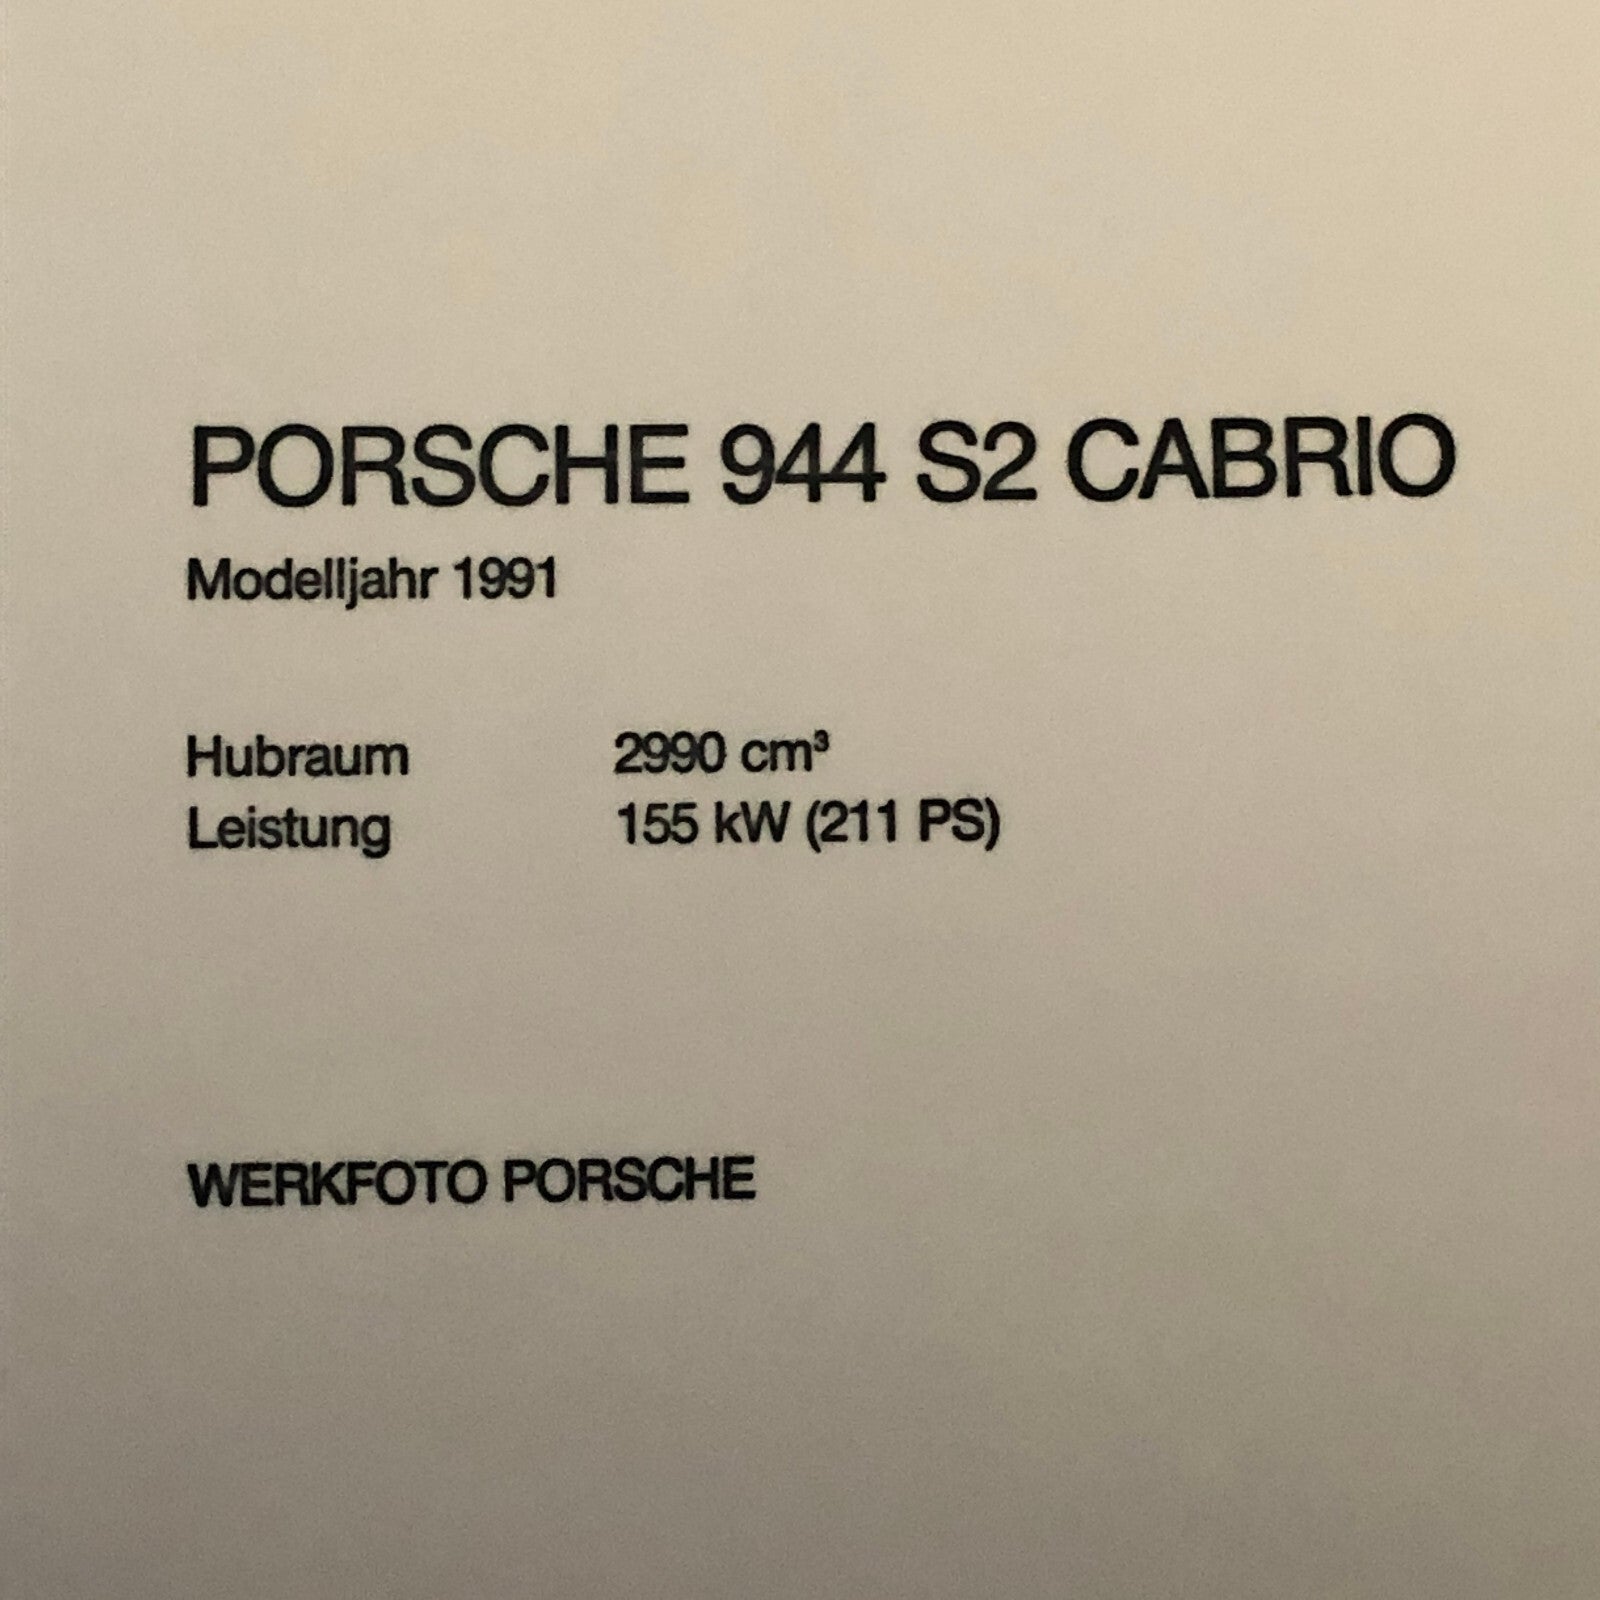 PORSCHE 944 S2 CABRIO
Modelljahr 1991
Hubraum 2990 cm³
Leistung 155 kW (211 PS)
WERKFOTO PORSCHE